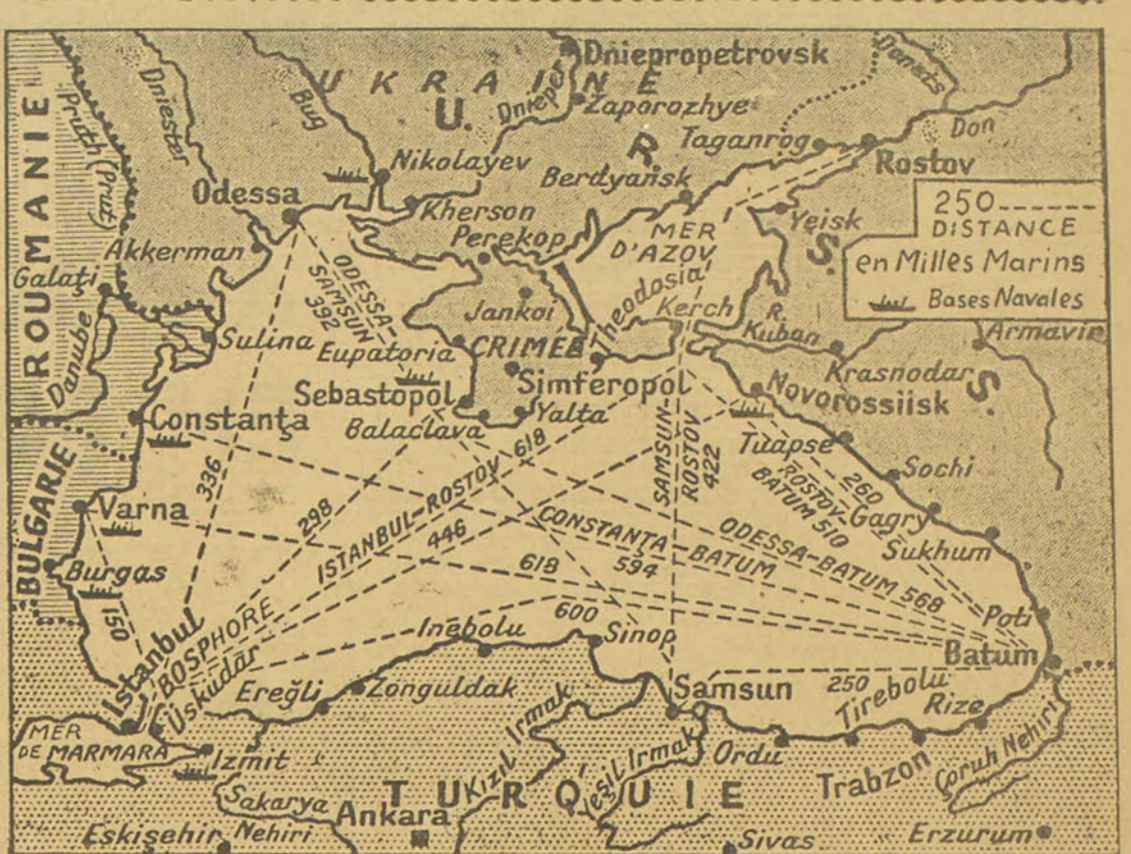 Dniepropetrovsk
UKRAINE
U. R. S. S.
Dnieper
Zaporozhye
Donets
Don
Taganrog
Rostov
ROUMANIE
Pruth (Prut)
Dniester
Bug
Nikolayev
Odessa
Kherson
Berdyansk
Perekop
MER
D'AZOV
Yeisk
250
DISTANCE
en Milles Marins
Bases Navales
Akkerman
Galaţi
Danube
Sulina
ODESSA-
SAMSUN
392
Jankoi
Theodosia
Kerch
R.
Kuban
Armavir
Eupatoria
CRIMÉE
Simferopol
Krasnodar
Novorossiisk
Sebastopol
Yalta
Balaclava
Constanţa
Tuapse
Sochi
336
298
ISTANBUL-ROSTOV 618
446
SAMSUN-
ROSTOV
422
ROSTOV
BATUM 510
260
Gagry
Sukhum
BULGARIE
Varna
Burgas
150
CONSTANTA-BATUM
594
ODESSA-BATUM 568
618
600
Poti
Batum
Istanbul
BOSPHORE
Üsküdar
Inebolu
Sinop
Samsun
250
Tirebolu
Rize
Ereğli
Zonguldak
MER
DE MARMARA
Izmit
Kızıl Irmak
Yeşil Irmak
Ordu
Trabzon
Çoruh Nehiri
TURQUIE
Sakarya
Nehiri
Ankara
Eskişehir
Sivas
Erzurum